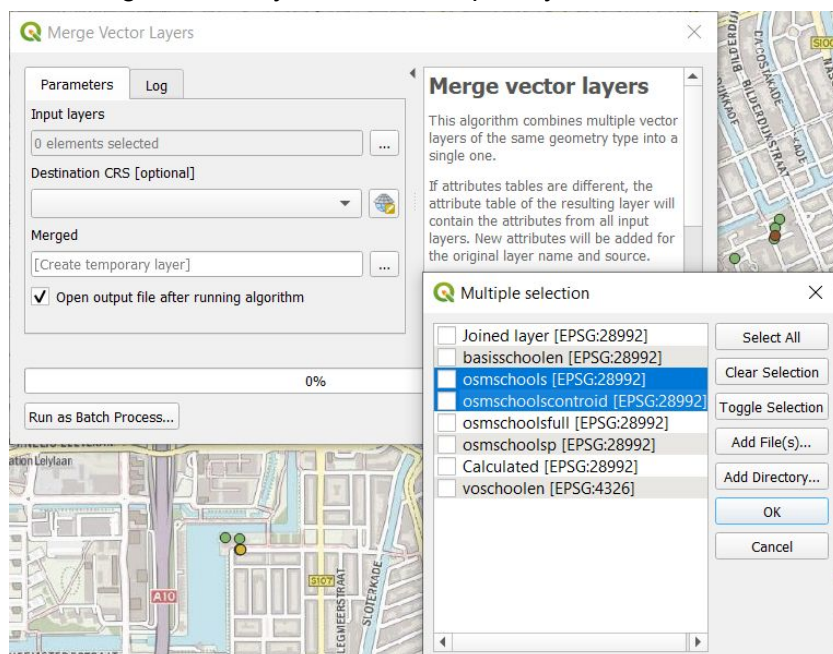 Merge Vector Layers
Parameters
Log
Input layers
0 elements selected
...
Destination CRS [optional]
Merged
[Create temporary layer]
...
Open output file after running algorithm
0%
Run as Batch Process...
Merge vector layers
This algorithm combines multiple vector
layers of the same geometry type into a
single one.
If attributes tables are different, the
attribute table of the resulting layer will
contain the attributes from all input
layers. New attributes will be added for
the original layer name and source.
Multiple selection
Joined layer [EPSG:28992]
basisschoolen [EPSG:28992]
osmschools [EPSG:28992]
osmschoolscontroid [EPSG:28992]
osmschoolsfull [EPSG:28992]
osmschoolsp [EPSG:28992]
Calculated [EPSG:28992]
voschoolen [EPSG:4326]
Select All
Clear Selection
Toggle Selection
Add File(s)...
Add Directory...
OK
Cancel
DA COSTAKADE
BILDERDIJKSTRAAT
ation Lelylaan
A10
S107
SLOTERKADE